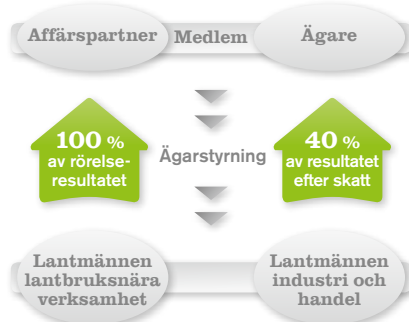 Affärspartner Medlem Ägare
100 %
av rörelse-
resultatet
Ägarstyrning
40 %
av resultatet
efter skatt
Lantmännen
lantbruksnära
verksamhet
Lantmännen
industri och
handel